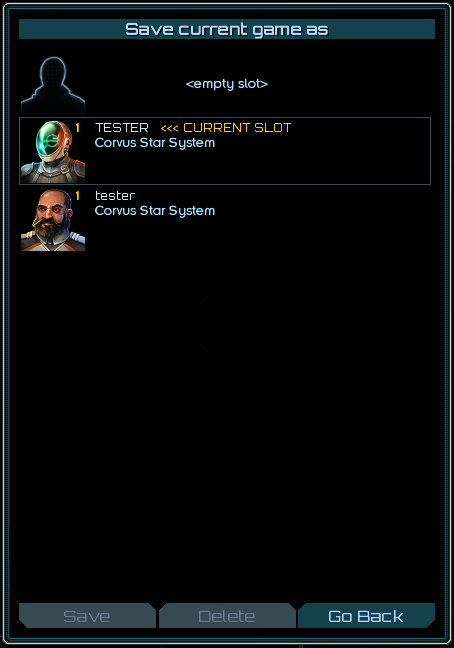 Save current game as
<empty slot>
1 TESTER <<< CURRENT SLOT
Corvus Star System
1 tester
Corvus Star System
Save Delete Go Back